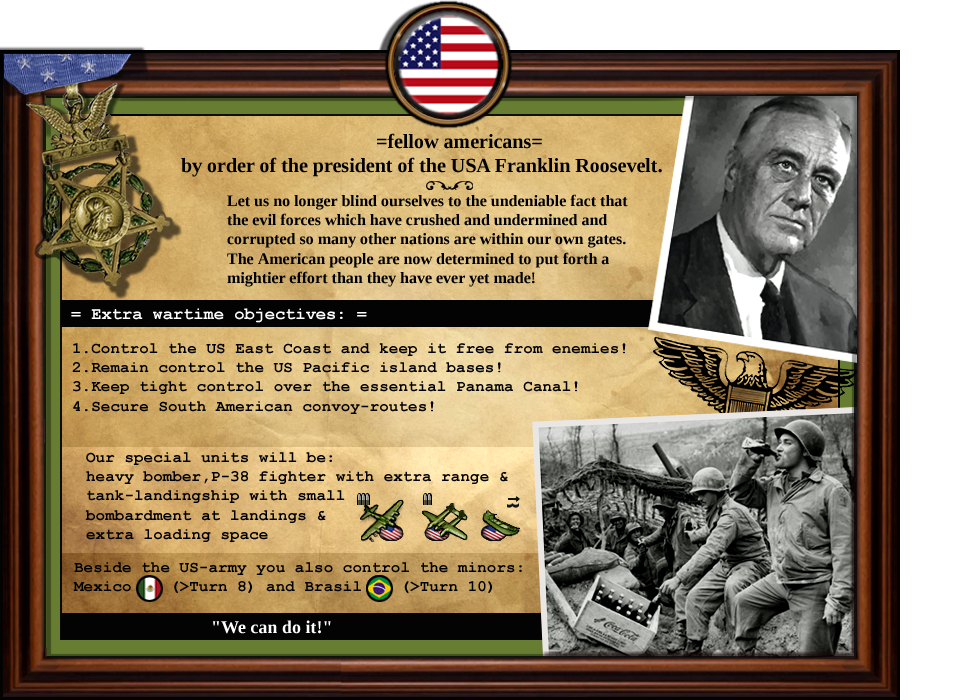 VALOR
=fellow americans=
by order of the president of the USA Franklin Roosevelt.
Let us no longer blind ourselves to the undeniable fact that
the evil forces which have crushed and undermined and
corrupted so many other nations are within our own gates.
The American people are now determined to put forth a
mightier effort than they have ever yet made!
= Extra wartime objectives: =
1.Control the US East Coast and keep it free from enemies!
2.Remain control the US Pacific island bases!
3.Keep tight control over the essential Panama Canal!
4.Secure South American convoy-routes!
Our special units will be:
heavy bomber,P-38 fighter with extra range &
tank-landingship with small
bombardment at landings &
extra loading space
Beside the US-army you also control the minors:
Mexico (>Turn 8) and Brasil (>Turn 10)
"We can do it!"
Coca-Cola